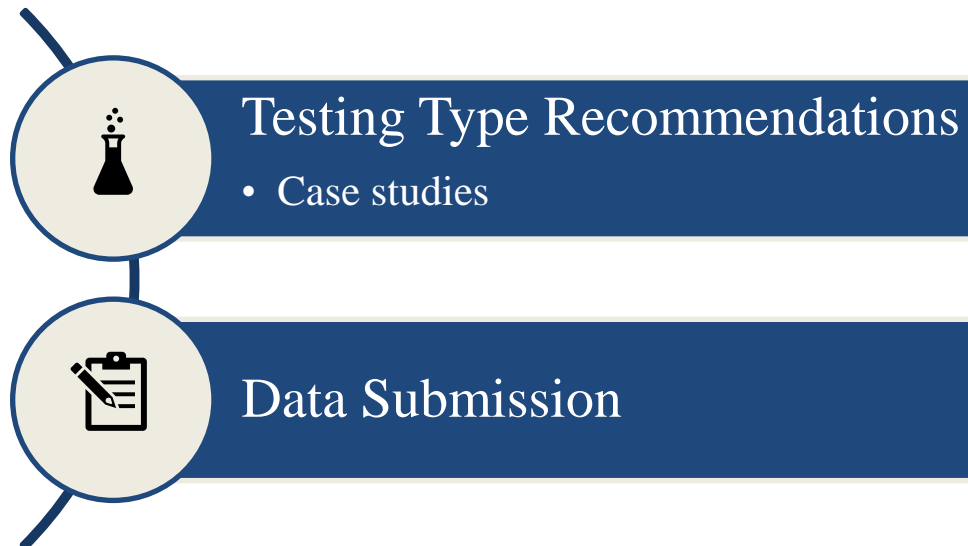 Testing Type Recommendations
• Case studies
Data Submission